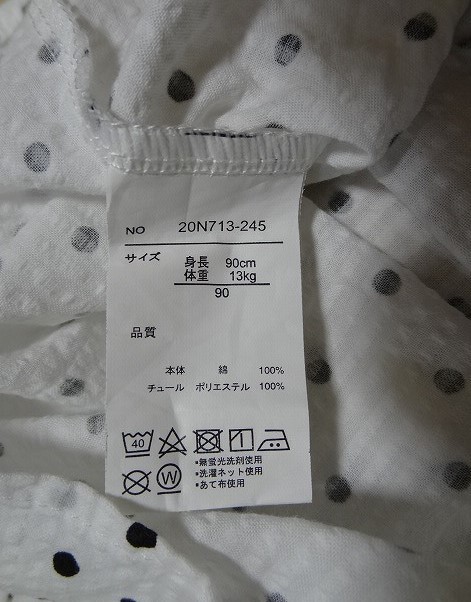 NO 20N713-245
サイズ 身長 90cm
体重 13kg
90
品質
本体 綿 100%
チュール ポリエステル 100%
40
W
・無蛍光洗剤使用
・洗濯ネット使用
・あて布使用